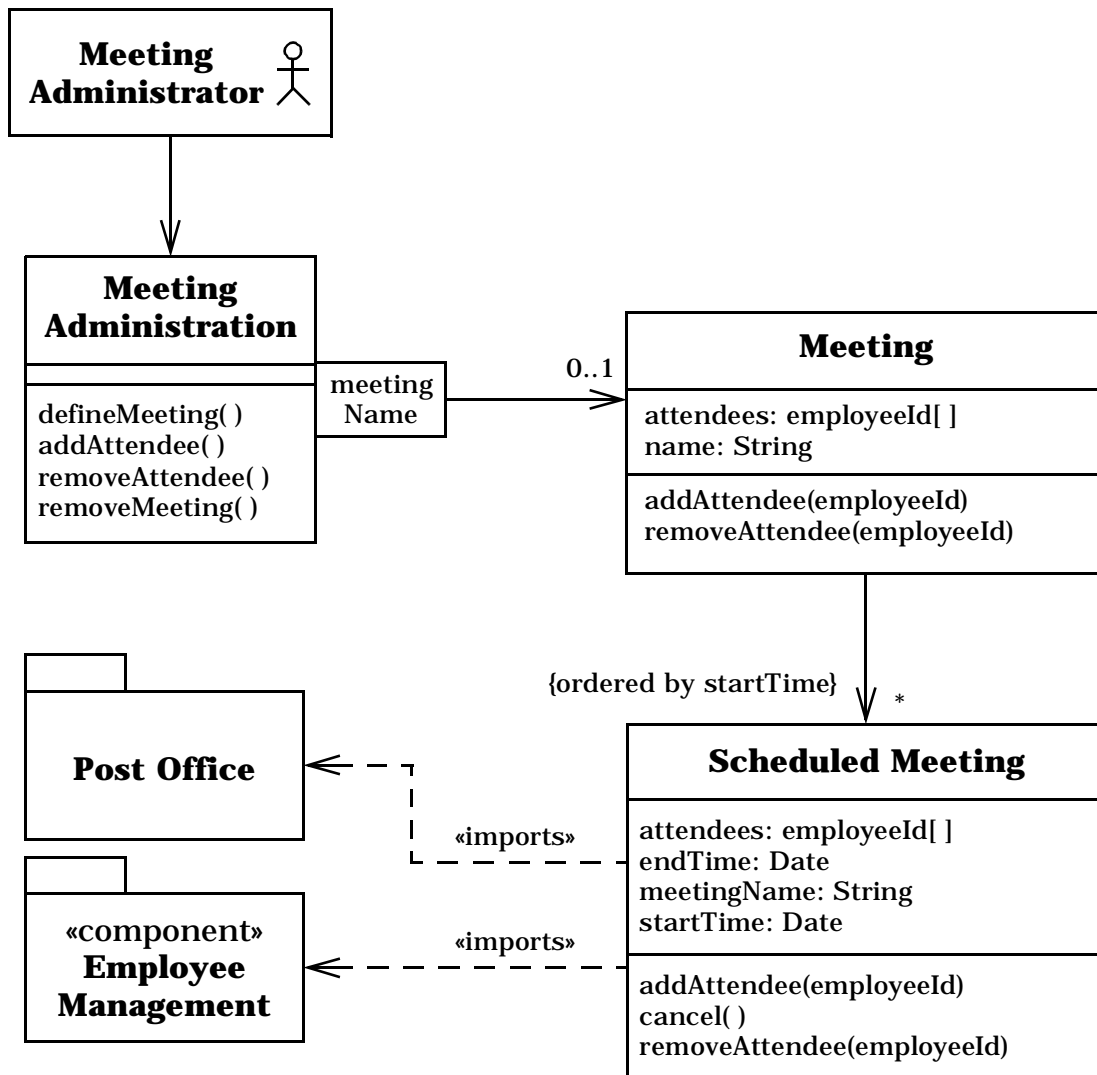 Meeting
Administrator
Meeting
Administration
defineMeeting( )
addAttendee( )
removeAttendee( )
removeMeeting( )
meeting
Name
0..1
Meeting
attendees: employeeId[ ]
name: String
addAttendee(employeeId)
removeAttendee(employeeId)
{ordered by startTime}
*
Post Office
«imports»
«component»
Employee
Management
«imports»
Scheduled Meeting
attendees: employeeId[ ]
endTime: Date
meetingName: String
startTime: Date
addAttendee(employeeId)
cancel( )
removeAttendee(employeeId)